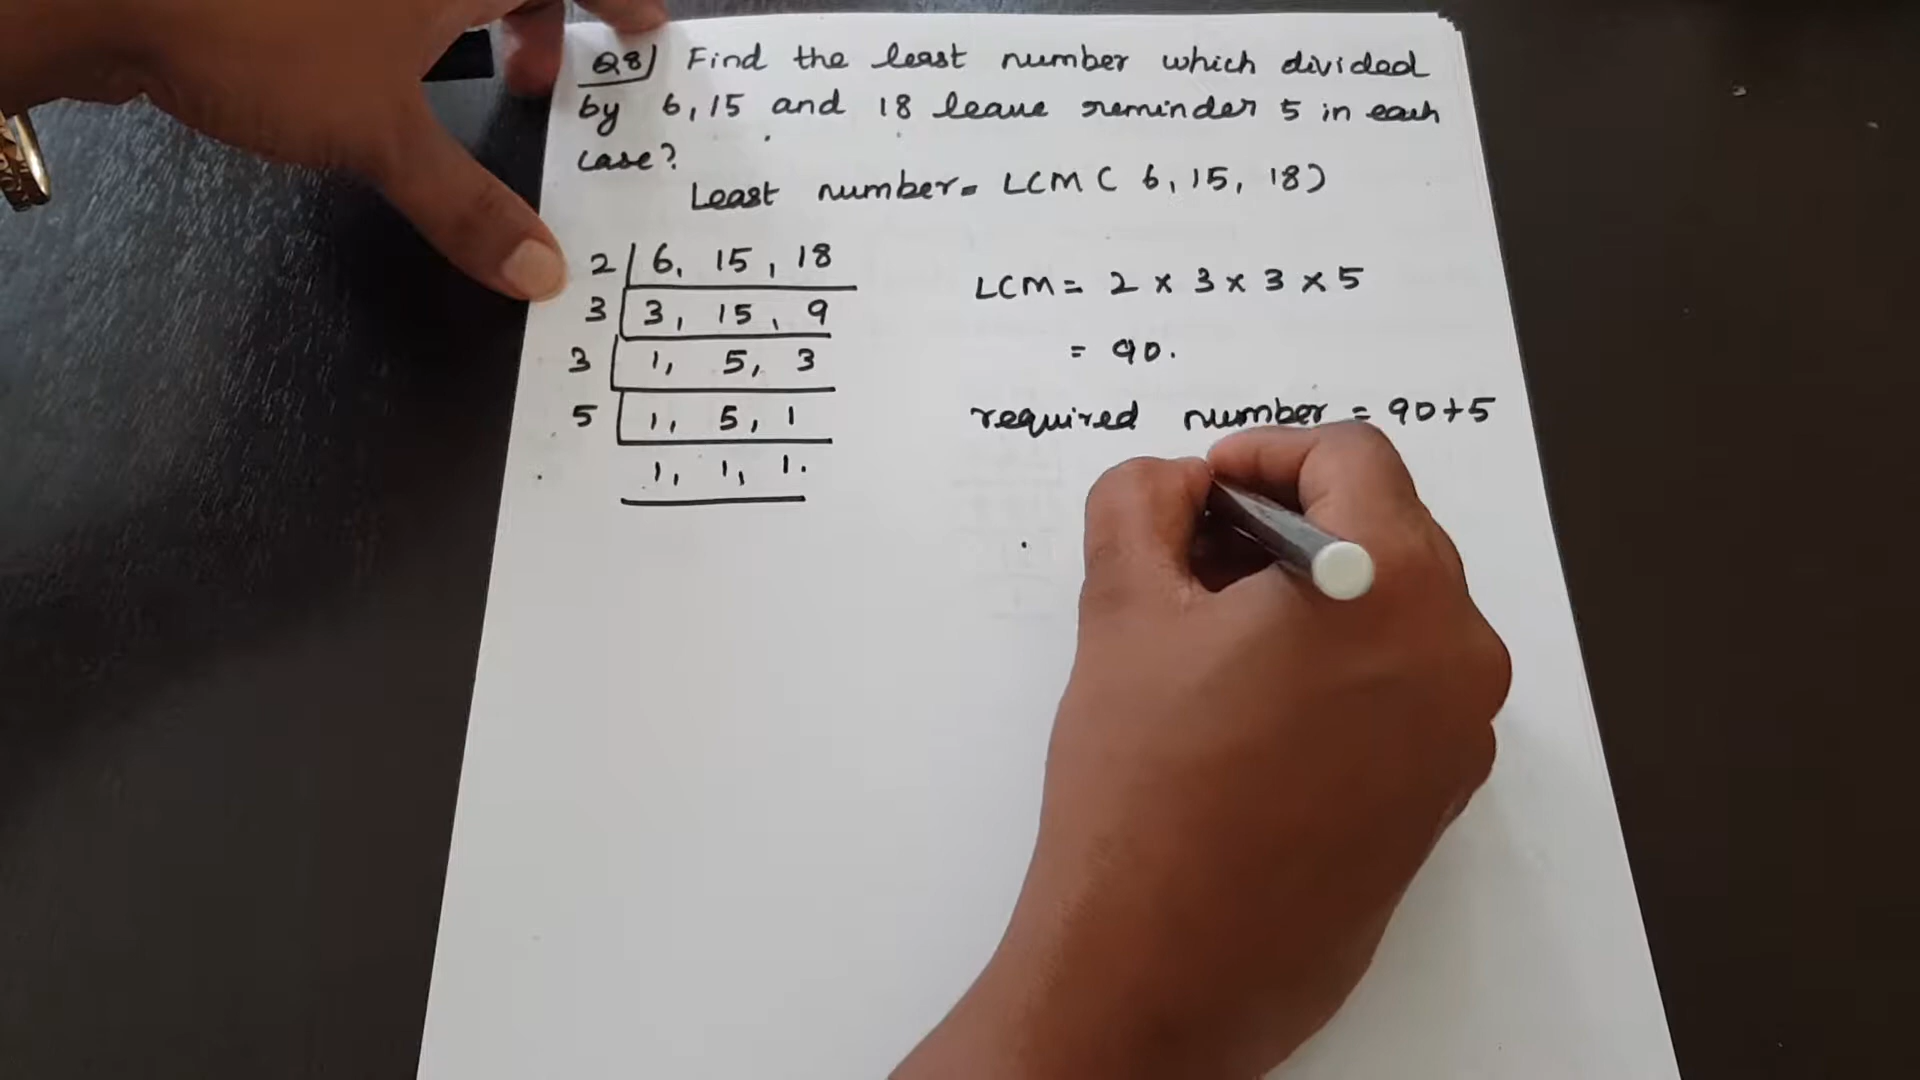 Q8) Find the least number which divided
by 6, 15 and 18 leave reminder 5 in each
case?
Least number = LCM ( 6, 15, 18)
2 | 6, 15, 18
3 | 3, 15, 9
3 | 1, 5, 3
5 | 1, 5, 1
1, 1, 1.
LCM = 2 × 3 × 3 × 5
= 90.
required number = 90+5